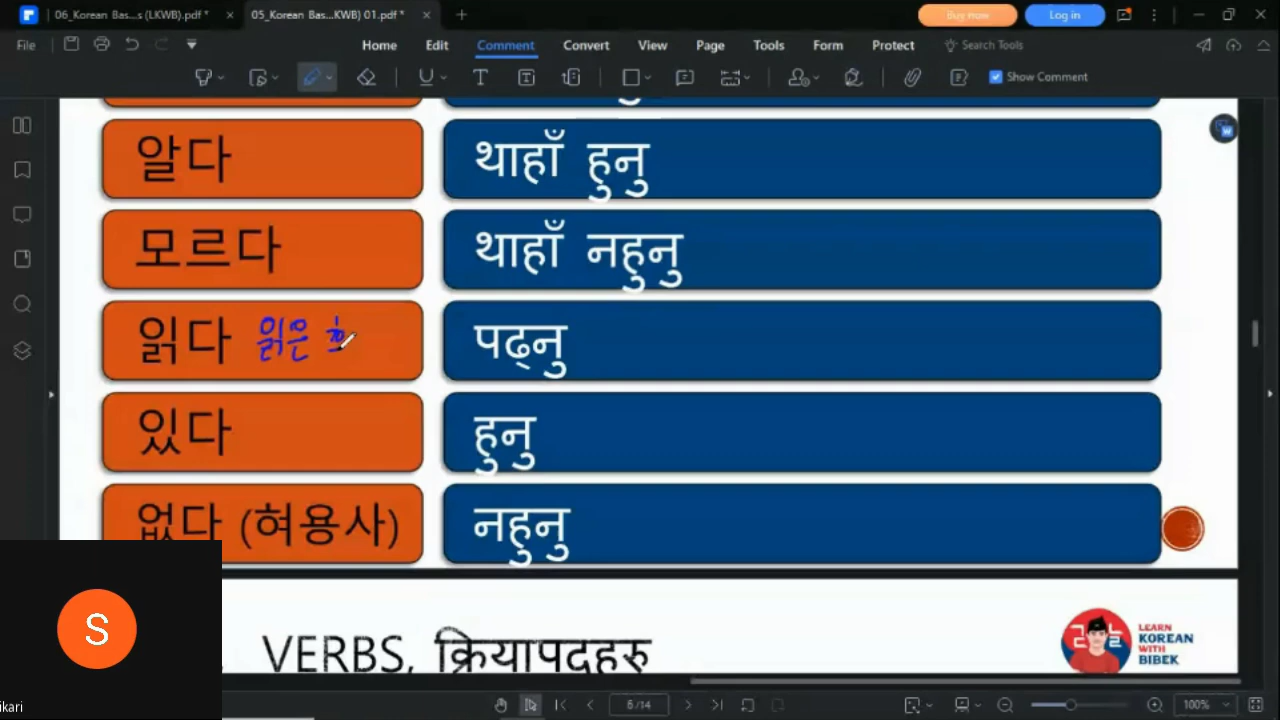 06_Korean Bas...s (LKWB).pdf *
05_Korean Bas...KWB) 01.pdf *
Buy now
Log in
File
Home
Edit
Comment
Convert
View
Page
Tools
Form
Protect
Search Tools
Show Comment
알다
थाहाँ हुनु
모르다
थाहाँ नहुनु
읽다 읽은
पढ्नु
있다
हुनु
없다 (혀용사)
नहुनु
VERBS, क्रियापदहरु
LEARN
KOREAN
WITH
BIBEK
S
ikari
6/14
100%